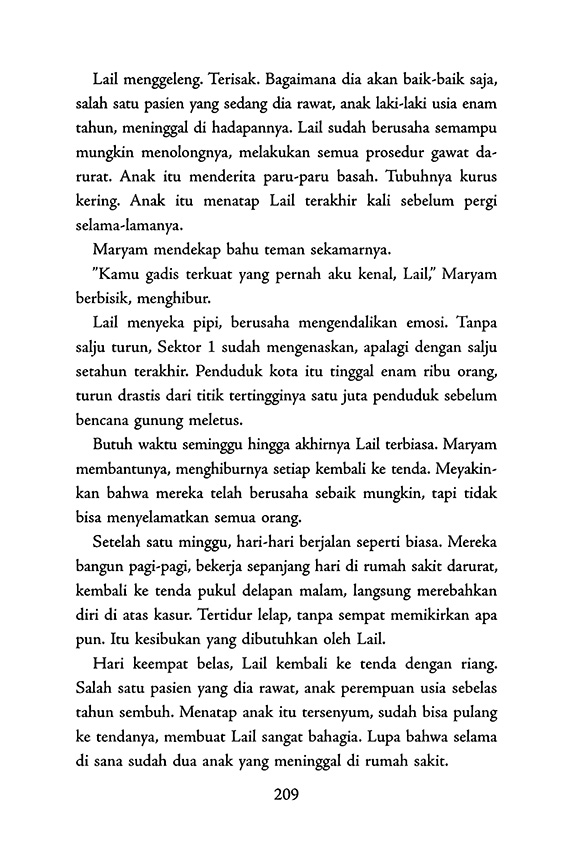 Lail menggeleng. Terisak. Bagaimana dia akan baik-baik saja,
salah satu pasien yang sedang dia rawat, anak laki-laki usia enam
tahun, meninggal di hadapannya. Lail sudah berusaha semampu
mungkin menolongnya, melakukan semua prosedur gawat da-
rurat. Anak itu menderita paru-paru basah. Tubuhnya kurus
kering. Anak itu menatap Lail terakhir kali sebelum pergi
selama-lamanya.
Maryam mendekap bahu teman sekamarnya.
”Kamu gadis terkuat yang pernah aku kenal, Lail,” Maryam
berbisik, menghibur.
Lail menyeka pipi, berusaha mengendalikan emosi. Tanpa
salju turun, Sektor 1 sudah mengenaskan, apalagi dengan salju
setahun terakhir. Penduduk kota itu tinggal enam ribu orang,
turun drastis dari titik tertingginya satu juta penduduk sebelum
bencana gunung meletus.
Butuh waktu seminggu hingga akhirnya Lail terbiasa. Maryam
membantunya, menghiburnya setiap kembali ke tenda. Meyakin-
kan bahwa mereka telah berusaha sebaik mungkin, tapi tidak
bisa menyelamatkan semua orang.
Setelah satu minggu, hari-hari berjalan seperti biasa. Mereka
bangun pagi-pagi, bekerja sepanjang hari di rumah sakit darurat,
kembali ke tenda pukul delapan malam, langsung merebahkan
diri di atas kasur. Tertidur lelap, tanpa sempat memikirkan apa
pun. Itu kesibukan yang dibutuhkan oleh Lail.
Hari keempat belas, Lail kembali ke tenda dengan riang.
Salah satu pasien yang dia rawat, anak perempuan usia sebelas
tahun sembuh. Menatap anak itu tersenyum, sudah bisa pulang
ke tendanya, membuat Lail sangat bahagia. Lupa bahwa selama
di sana sudah dua anak yang meninggal di rumah sakit.
209